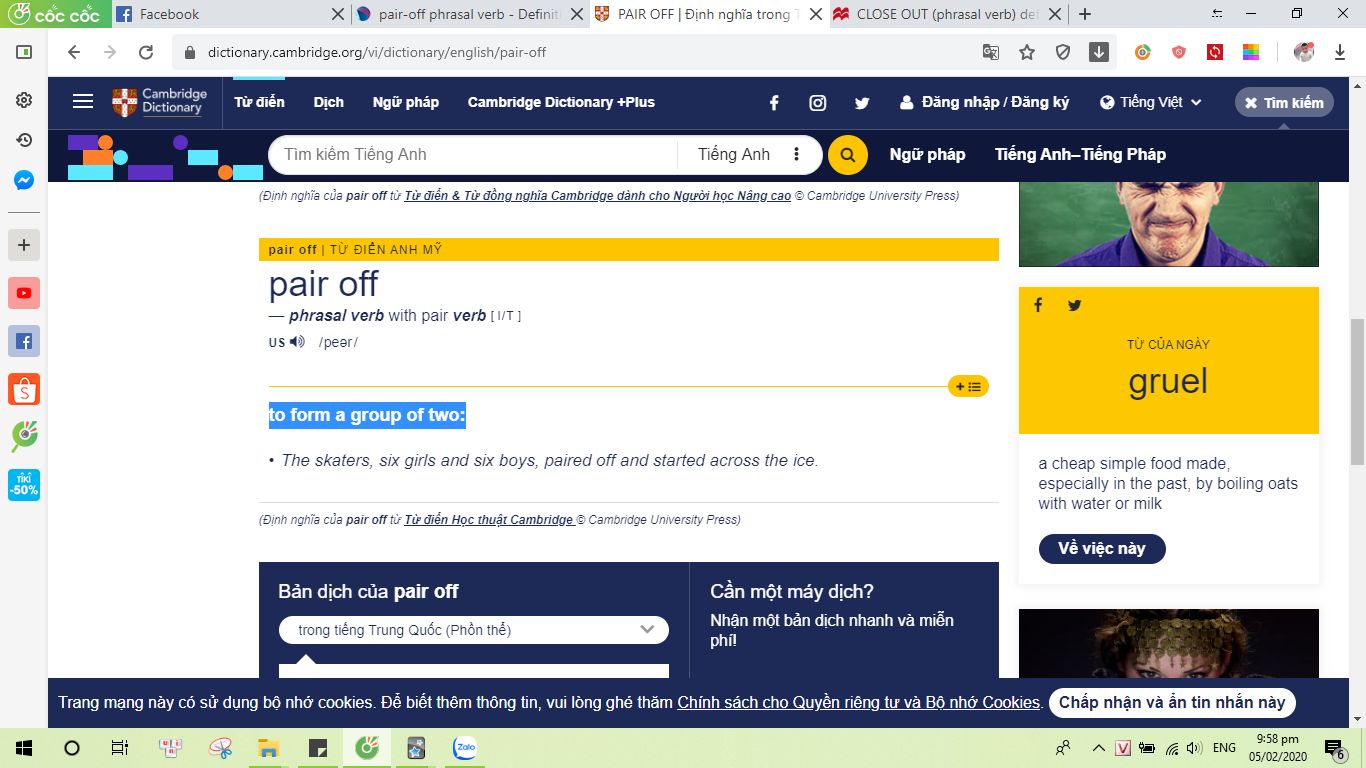 CỐC CỐC
Facebook
pair-off phrasal verb - Definiti
PAIR OFF | Định nghĩa trong T
CLOSE OUT (phrasal verb) def
dictionary.cambridge.org/vi/dictionary/english/pair-off
Cambridge
Dictionary
Từ điển
Dịch
Ngữ pháp
Cambridge Dictionary +Plus
Đăng nhập / Đăng ký
Tiếng Việt
Tìm kiếm
Tìm kiếm Tiếng Anh
Tiếng Anh
Ngữ pháp
Tiếng Anh–Tiếng Pháp
(Định nghĩa của pair off từ Từ điển & Từ đồng nghĩa Cambridge dành cho Người học Nâng cao © Cambridge University Press)
pair off | TỪ ĐIỂN ANH MỸ
pair off
— phrasal verb with pair verb [ I/T ]
US /peər/
to form a group of two:
• The skaters, six girls and six boys, paired off and started across the ice.
(Định nghĩa của pair off từ Từ điển Học thuật Cambridge © Cambridge University Press)
Bản dịch của pair off
trong tiếng Trung Quốc (Phồn thể)
Cần một máy dịch?
Nhận một bản dịch nhanh và miễn
phí!
TỪ CỦA NGÀY
gruel
a cheap simple food made,
especially in the past, by boiling oats
with water or milk
Về việc này
TIKI
-50%
Trang mạng này có sử dụng bộ nhớ cookies. Để biết thêm thông tin, vui lòng ghé thăm Chính sách cho Quyền riêng tư và Bộ nhớ Cookies.
Chấp nhận và ẩn tin nhắn này
Zalo
ENG
9:58 pm
05/02/2020
6